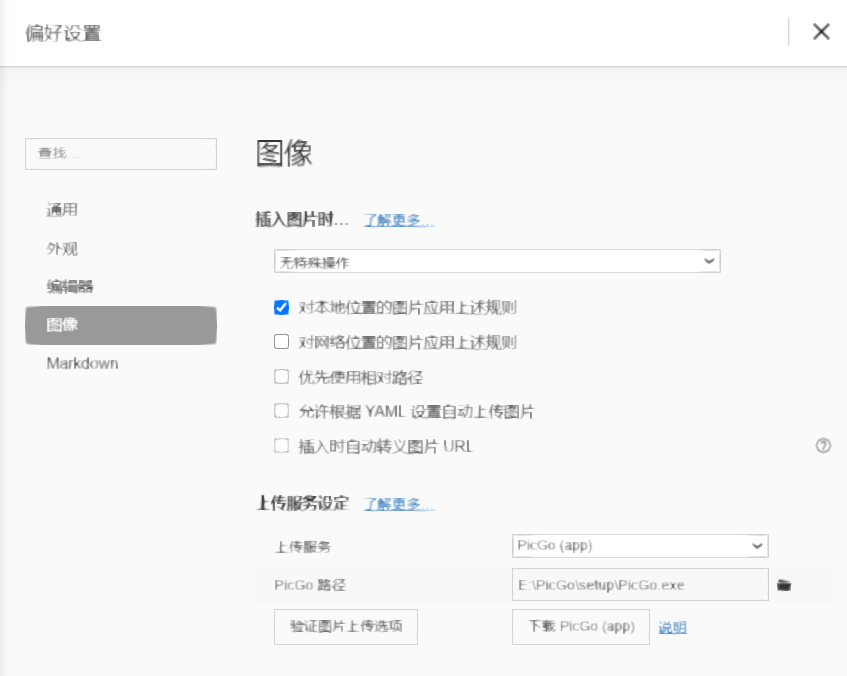 偏好设置
查找...
通用
外观
编辑器
图像
Markdown
图像
插入图片时... 了解更多...
无特殊操作
对本地位置的图片应用上述规则
对网络位置的图片应用上述规则
优先使用相对路径
允许根据 YAML 设置自动上传图片
插入时自动转义图片 URL
上传服务设定 了解更多...
上传服务 PicGo (app)
PicGo 路径 E:\PicGo\setup\PicGo.exe
验证图片上传选项 下载 PicGo (app) 说明